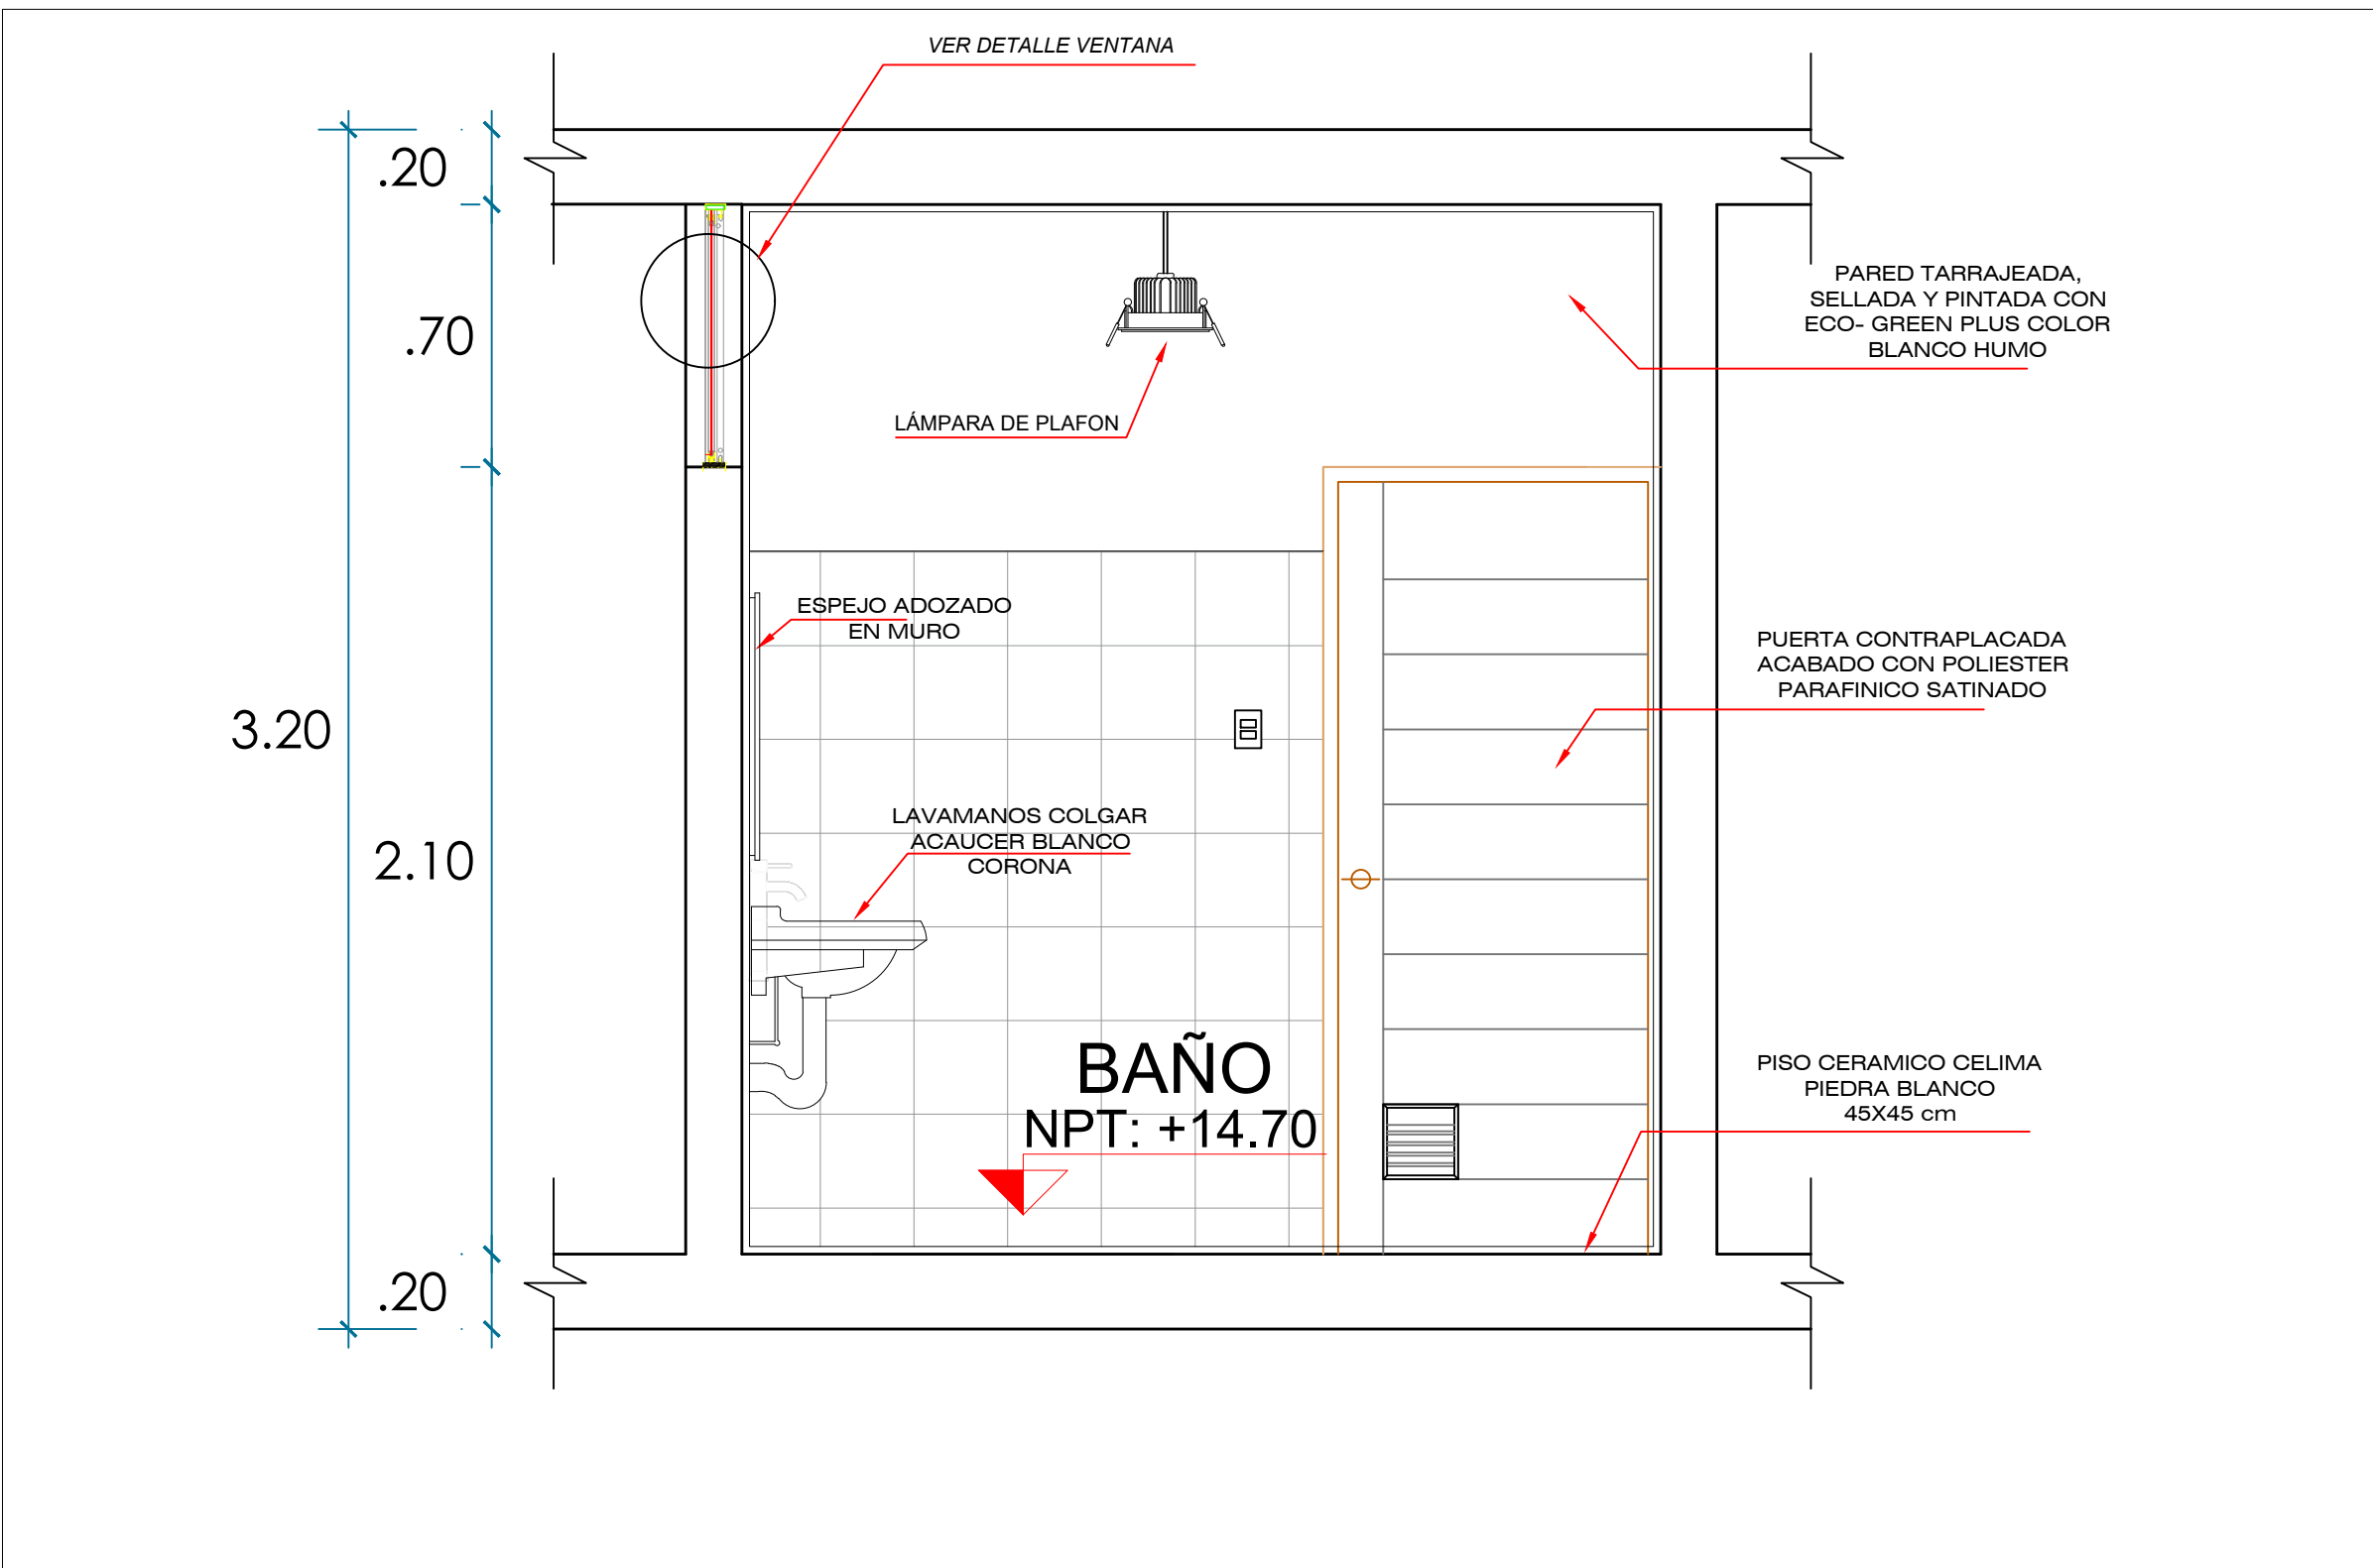 VER DETALLE VENTANA
.20
.70
3.20
2.10
.20
PARED TARRAJEADA,
SELLADA Y PINTADA CON
ECO- GREEN PLUS COLOR
BLANCO HUMO
LÁMPARA DE PLAFON
ESPEJO ADOZADO
EN MURO
PUERTA CONTRAPLACADA
ACABADO CON POLIESTER
PARAFINICO SATINADO
LAVAMANOS COLGAR
ACAUCER BLANCO
CORONA
BAÑO
NPT: +14.70
PISO CERAMICO CELIMA
PIEDRA BLANCO
45X45 cm